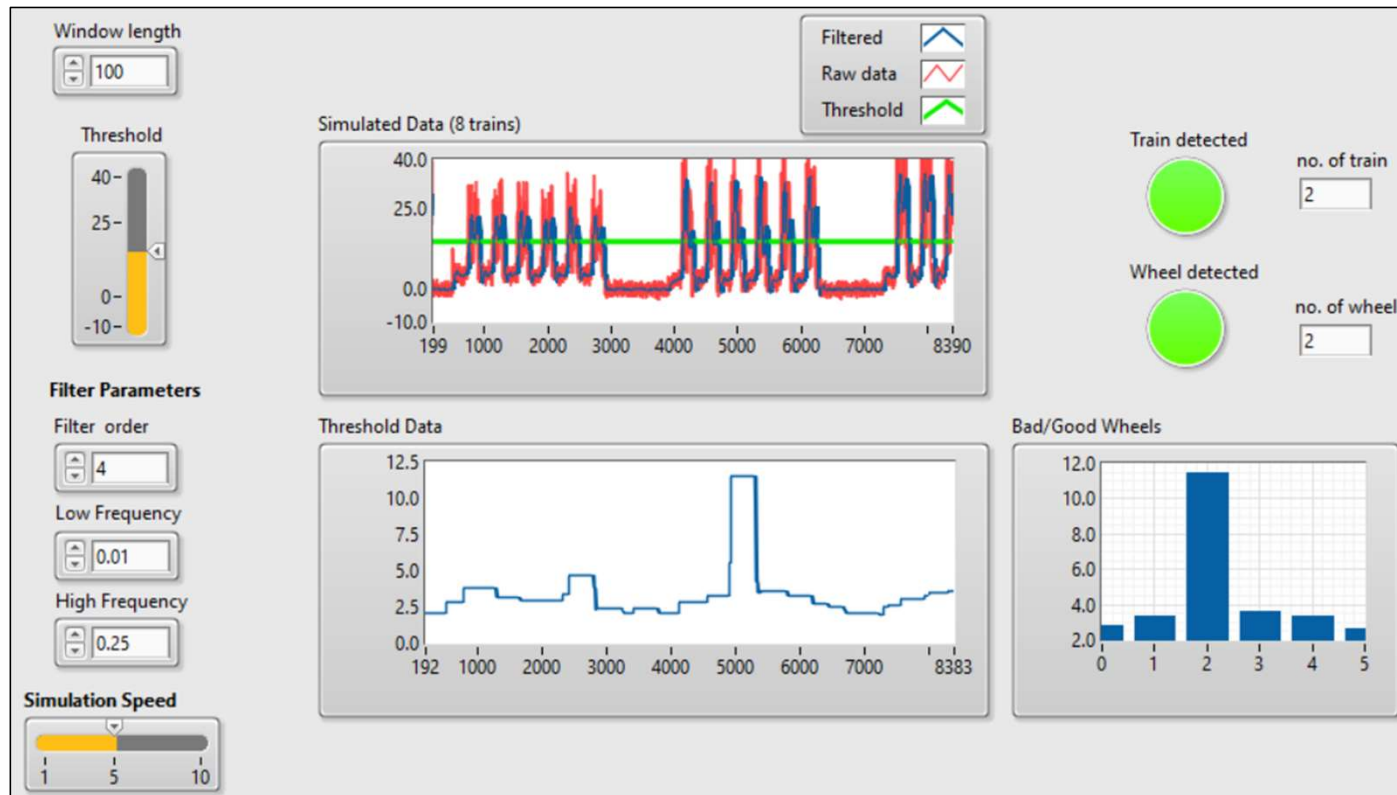 Window length
100
Threshold
40
25
0
-10
Filter Parameters
Filter order
4
Low Frequency
0.01
High Frequency
0.25
Simulation Speed
1 5 10
Filtered
Raw data
Threshold
Simulated Data (8 trains)
40.0
25.0
0.0
-10.0
199 1000 2000 3000 4000 5000 6000 7000 8390
Threshold Data
12.5
10.0
7.5
5.0
2.5
0.0
192 1000 2000 3000 4000 5000 6000 7000 8383
Train detected
no. of train
2
Wheel detected
no. of wheel
2
Bad/Good Wheels
12.0
10.0
8.0
6.0
4.0
2.0
0 1 2 3 4 5